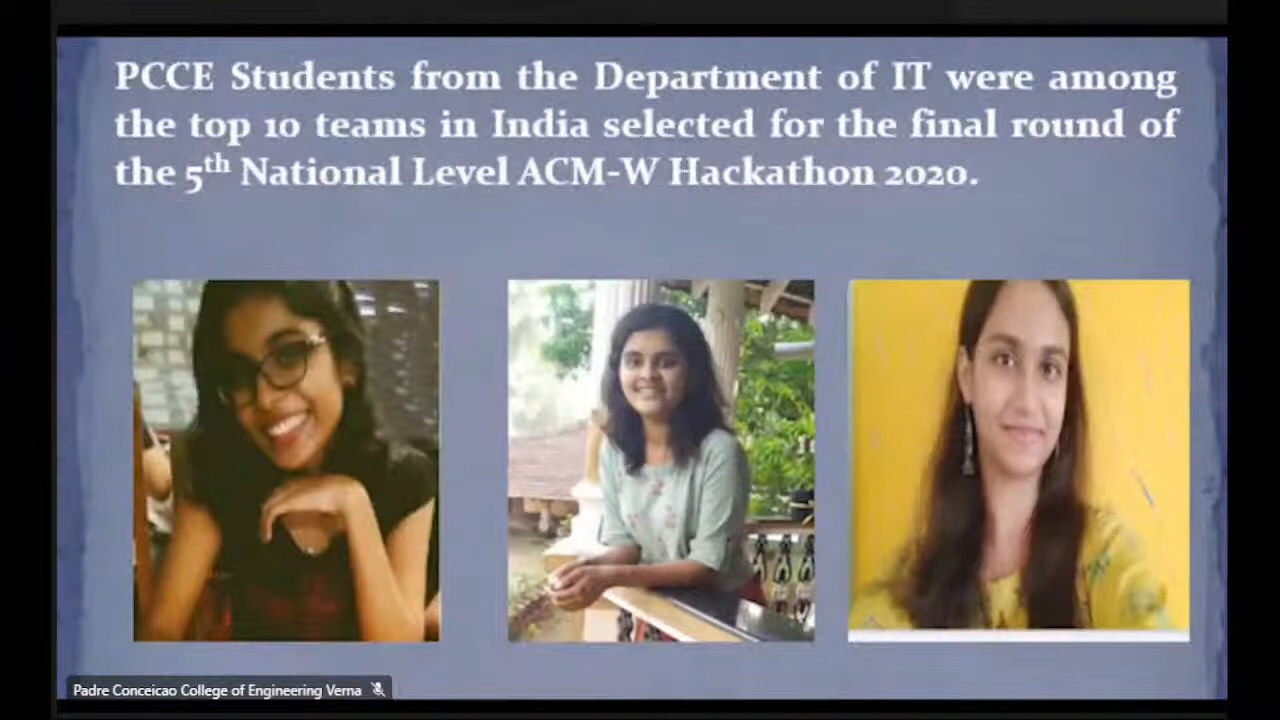 PCCE Students from the Department of IT were among
the top 10 teams in India selected for the final round of
the 5th National Level ACM-W Hackathon 2020.
Padre Conceicao College of Engineering Verna